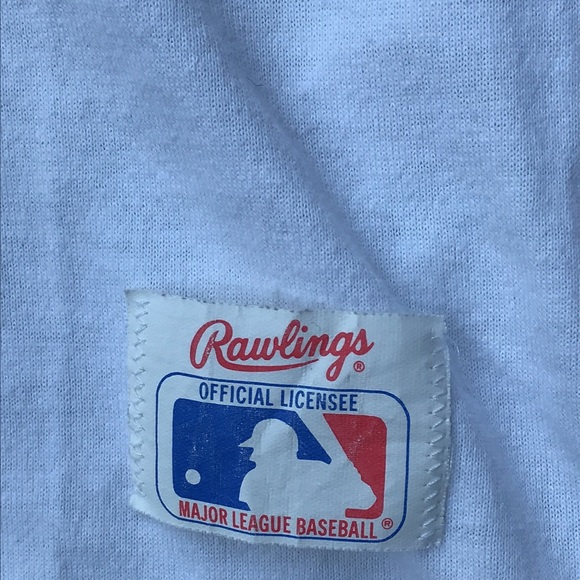 Rawlings®
OFFICIAL LICENSEE
MAJOR LEAGUE BASEBALL®